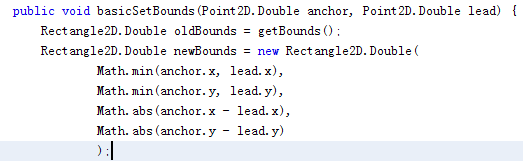 public void basicSetBounds(Point2D.Double anchor, Point2D.Double lead) {
Rectangle2D.Double oldBounds = getBounds();
Rectangle2D.Double newBounds = new Rectangle2D.Double(
Math.min(anchor.x, lead.x),
Math.min(anchor.y, lead.y),
Math.abs(anchor.x - lead.x),
Math.abs(anchor.y - lead.y)
);